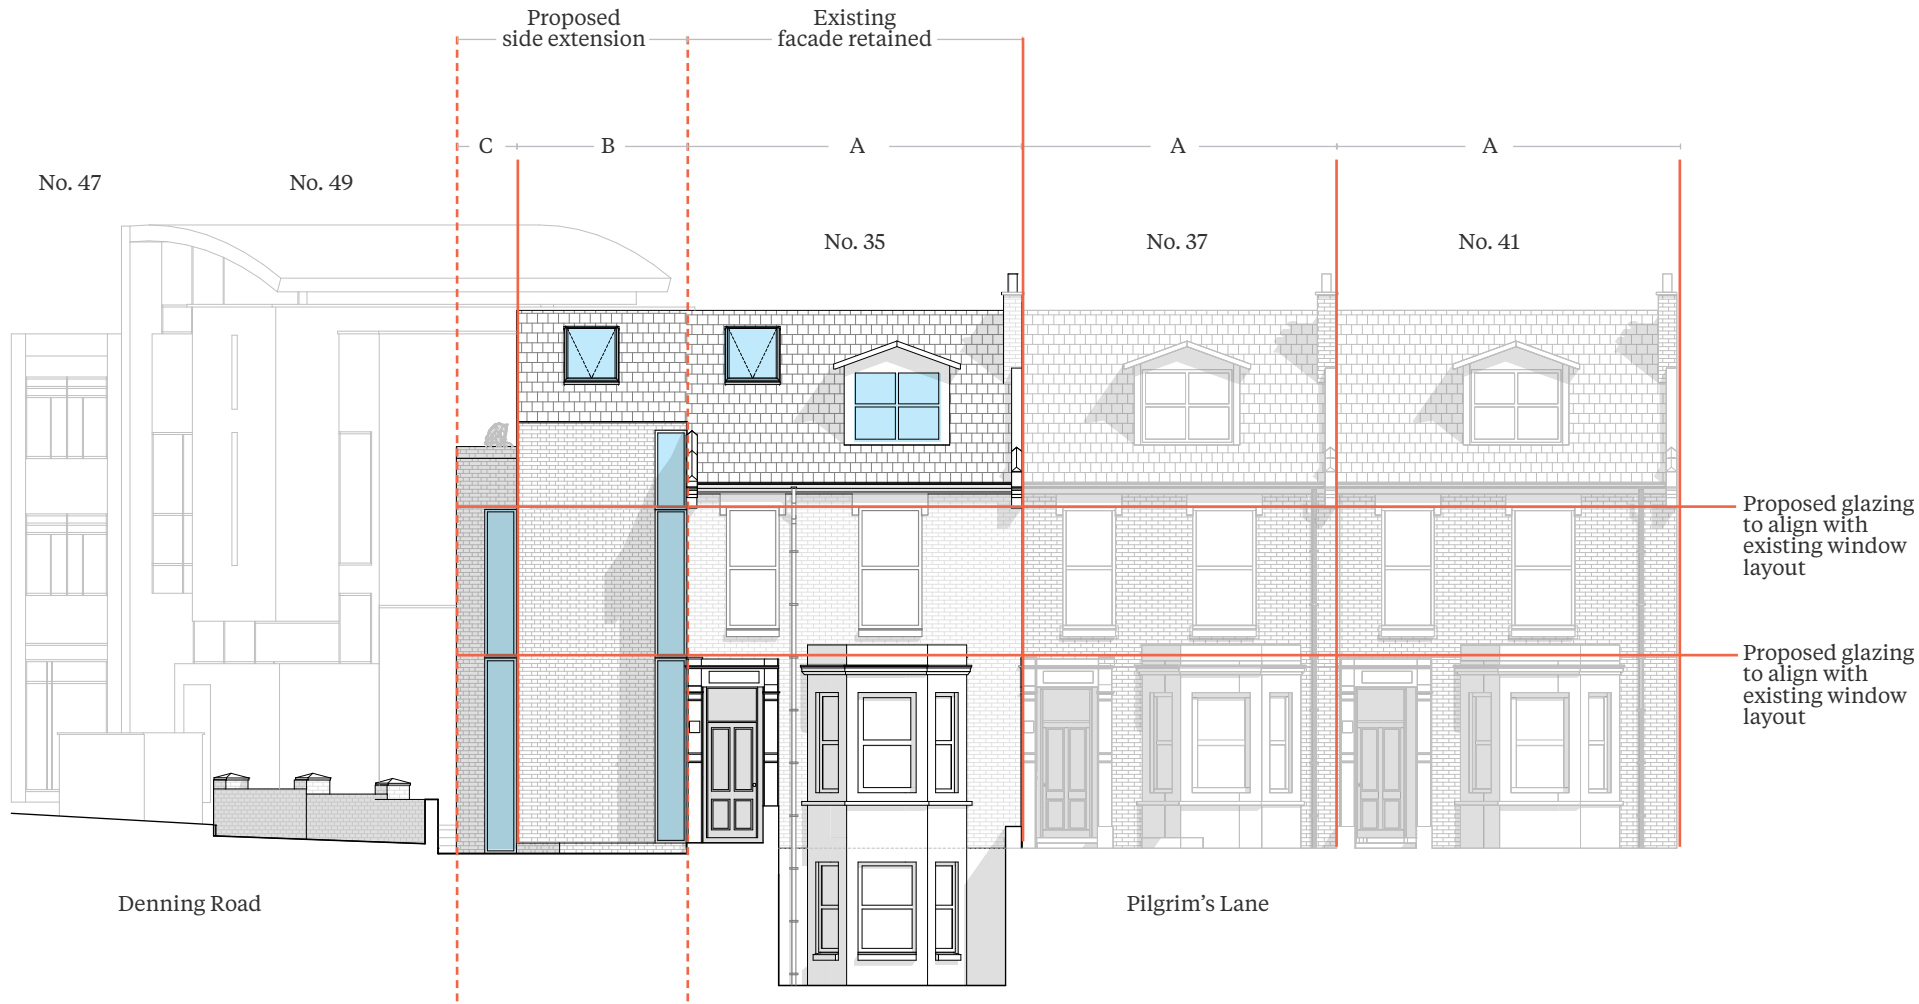 Proposed
side extension
Existing
facade retained
C
B
A
A
A
No. 47
No. 49
No. 35
No. 37
No. 41
Proposed glazing
to align with
existing window
layout
Proposed glazing
to align with
existing window
layout
Denning Road
Pilgrim’s Lane